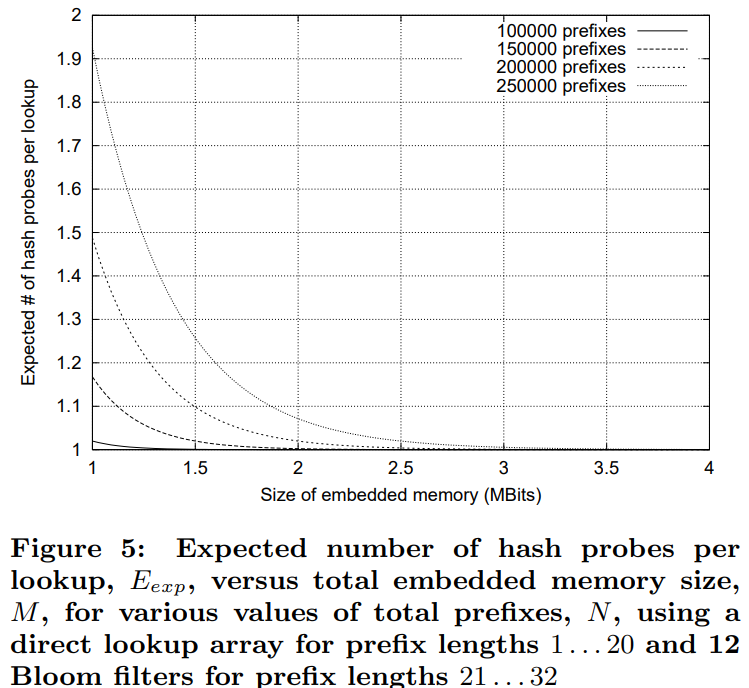 2
1.9
1.8
1.7
1.6
1.5
1.4
1.3
1.2
1.1
1
Expected # of hash probes per lookup
100000 prefixes
150000 prefixes
200000 prefixes
250000 prefixes
1 1.5 2 2.5 3 3.5 4
Size of embedded memory (MBits)
Figure 5: Expected number of hash probes per
lookup, Eexp, versus total embedded memory size,
M, for various values of total prefixes, N, using a
direct lookup array for prefix lengths 1...20 and 12
Bloom filters for prefix lengths 21...32